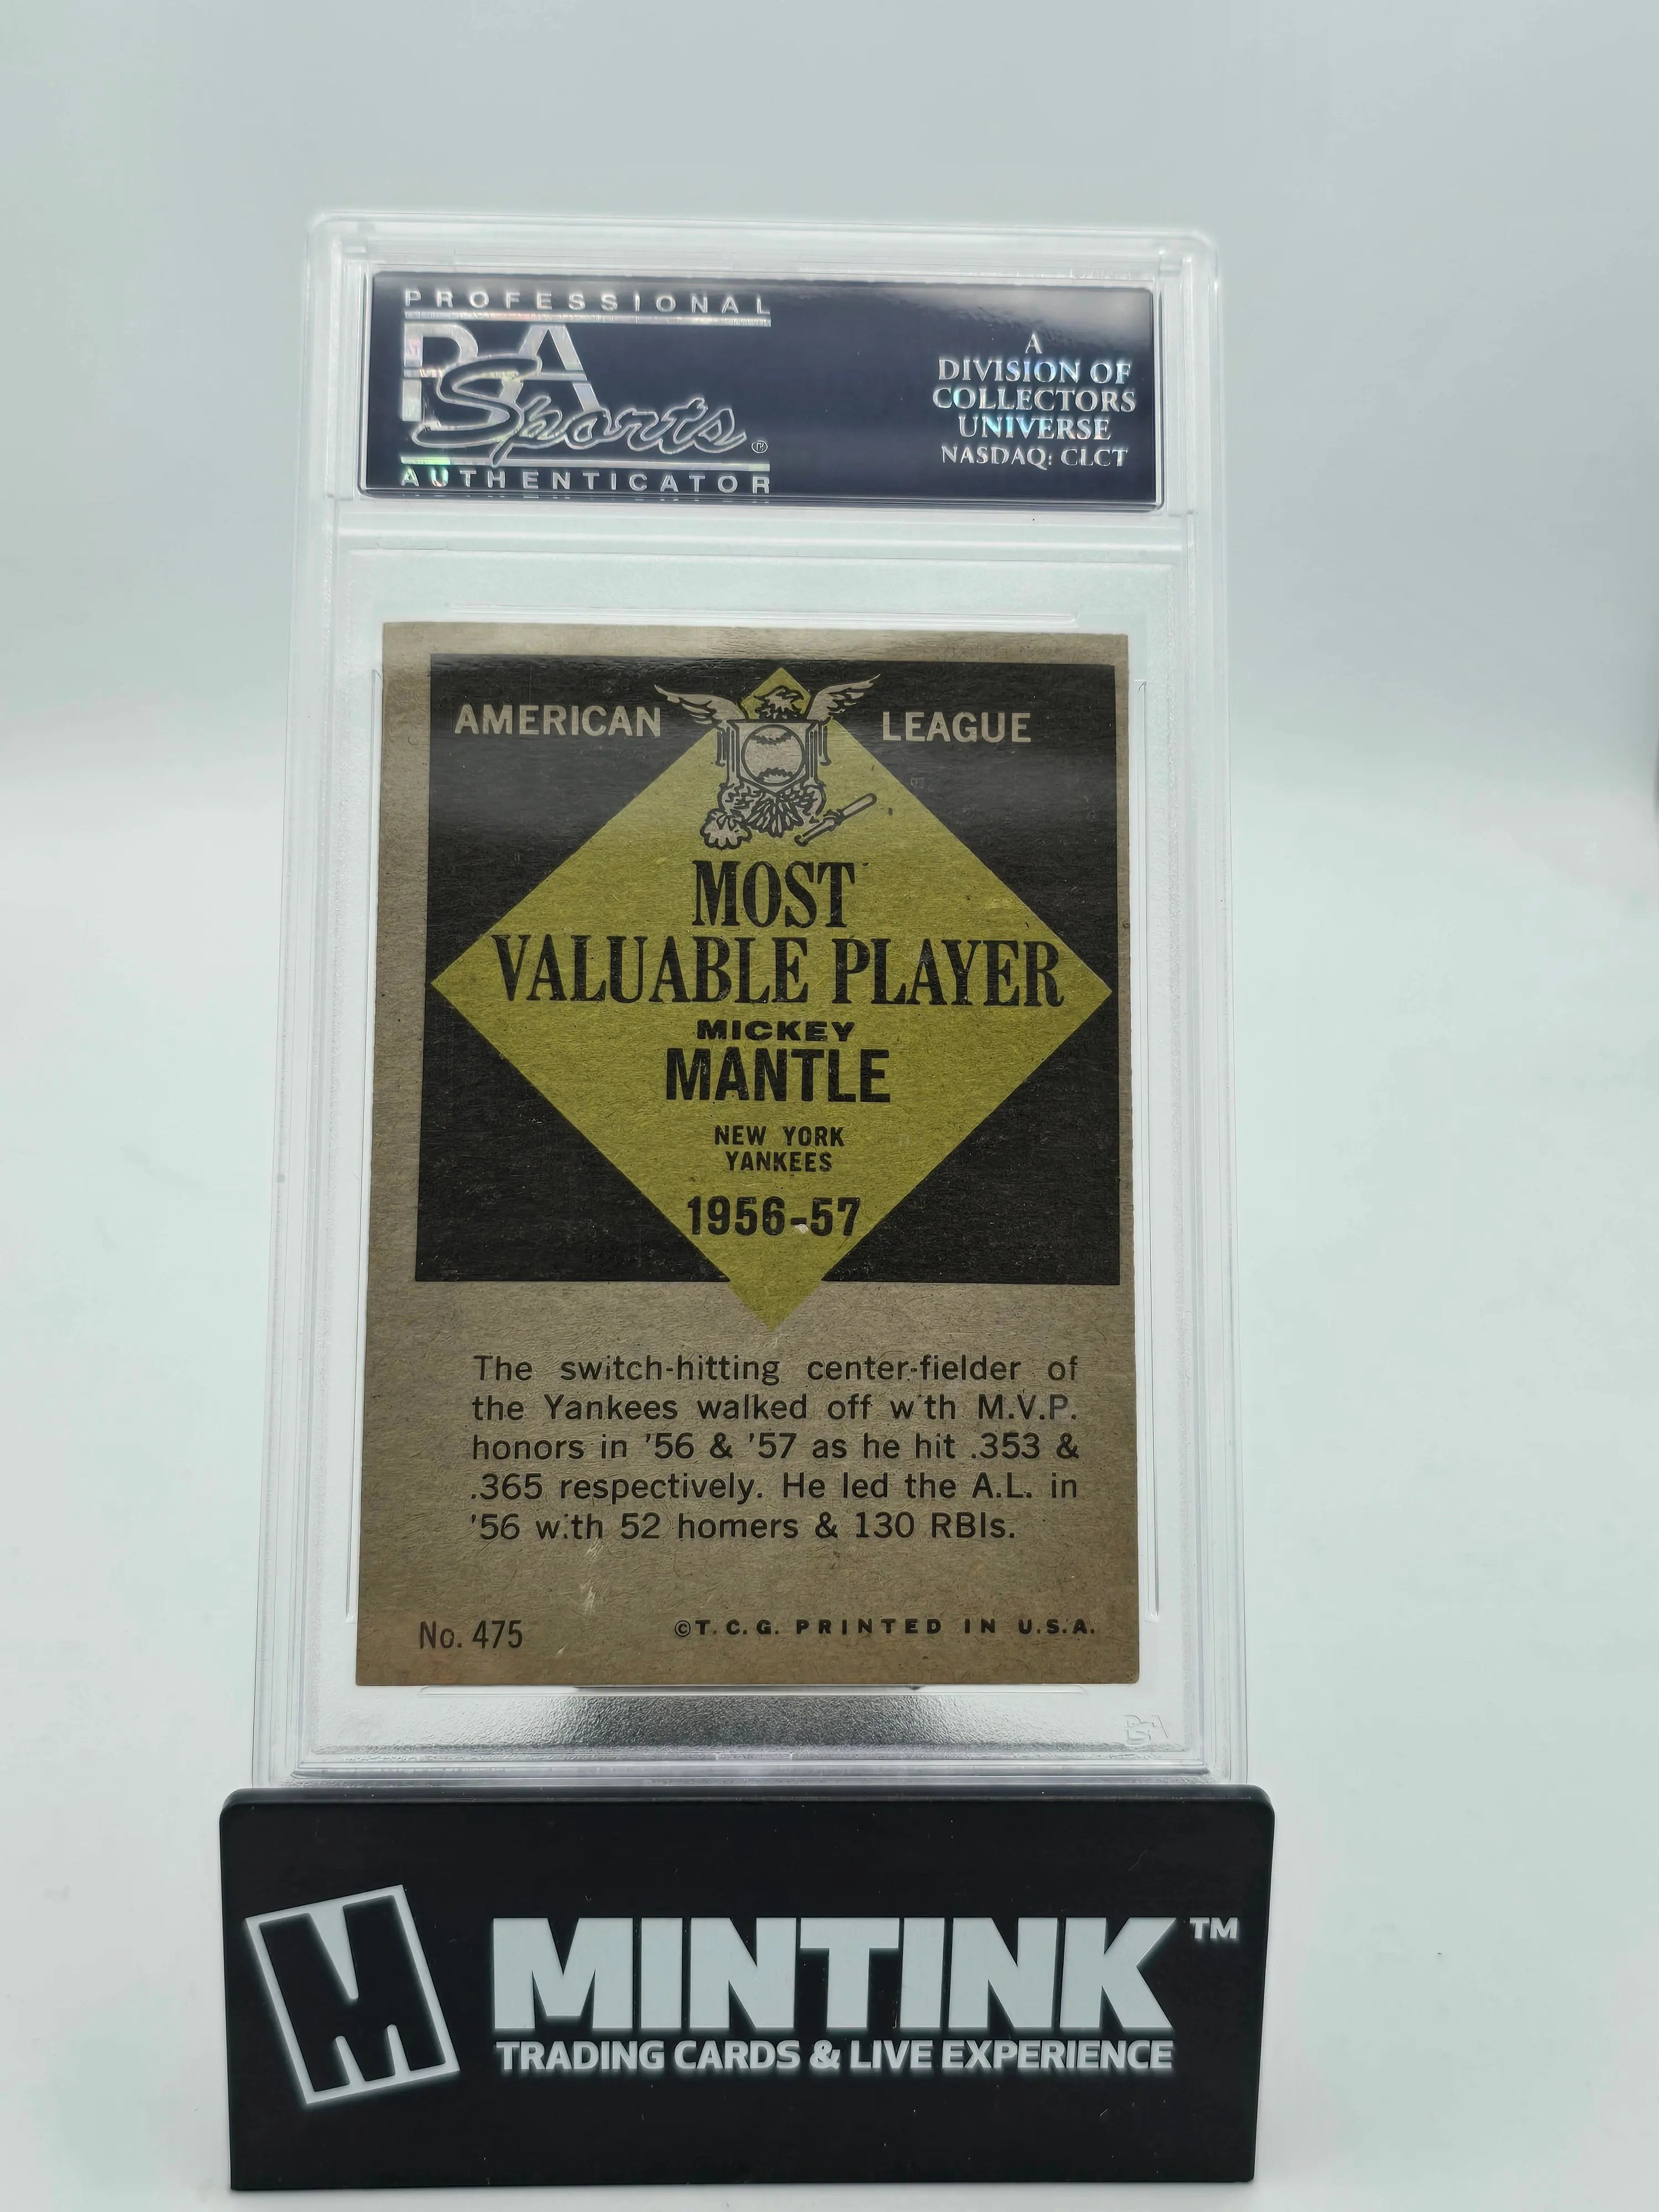 PROFESSIONAL
PSA
Sports®
AUTHENTICATOR
A
DIVISION OF
COLLECTORS
UNIVERSE
NASDAQ: CLCT
AMERICAN LEAGUE
MOST
VALUABLE PLAYER
MICKEY
MANTLE
NEW YORK
YANKEES
1956-57
The switch-hitting center-fielder of
the Yankees walked off w th M.V.P.
honors in '56 & '57 as he hit .353 &
.365 respectively. He led the A.L. in
'56 w.th 52 homers & 130 RBIs.
No. 475
©T.C.G. PRINTED IN U.S.A.
PSA
M MINTINK™
TRADING CARDS & LIVE EXPERIENCE